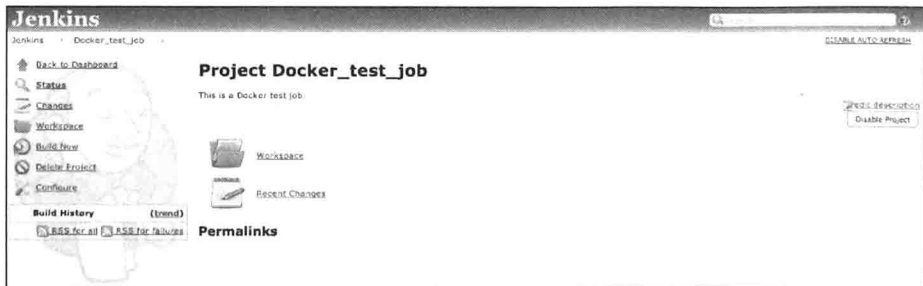 Jenkins
Jenkins Docker_test_job
DISABLE AUTO REFRESH
Back to Dashboard
Status
Changes
Workspace
Build Now
Delete Project
Configure
Build History (trend)
RSS for all RSS for failures
Project Docker_test_job
This is a Docker test job.
edit description
Disable Project
Workspace
Recent Changes
Permalinks